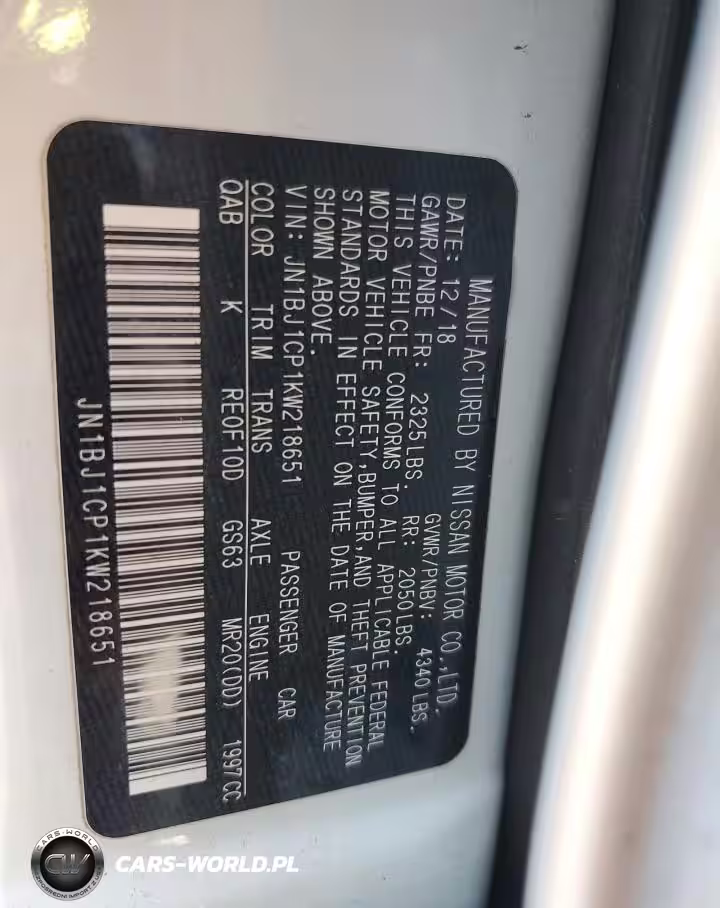 MANUFACTURED BY NISSAN MOTOR CO.,LTD.
DATE: 12/18 GVWR/PNBV: 4340LBS.
GAWR/PNBE FR: 2325LBS. RR: 2050LBS.
THIS VEHICLE CONFORMS TO ALL APPLICABLE FEDERAL
MOTOR VEHICLE SAFETY,BUMPER,AND THEFT PREVENTION
STANDARDS IN EFFECT ON THE DATE OF MANUFACTURE
SHOWN ABOVE.
VIN: JN1BJ1CP1KW218651 PASSENGER CAR
COLOR TRIM TRANS AXLE ENGINE
QAB K RE0F10D GS63 MR20(DD) 1997CC
JN1BJ1CP1KW218651
CARS-WORLD
CW
CARS-WORLD.PL